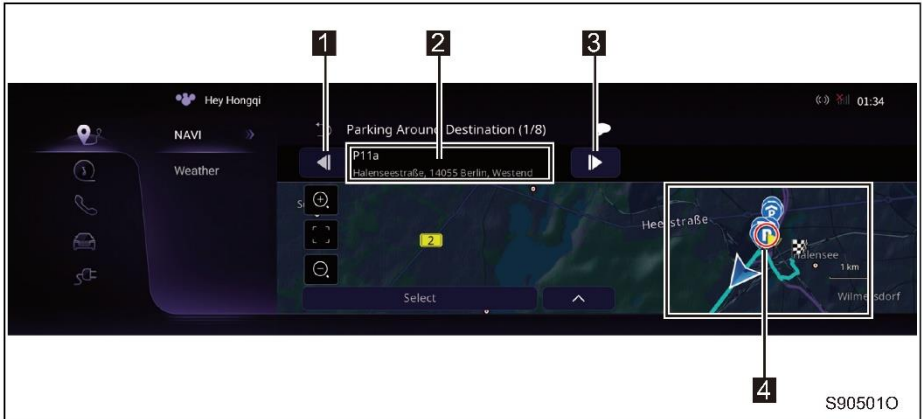 1 2 3
Hey Hongqi
01:34
NAVI
Parking Around Destination (1/8)
P11a
Halenseestraße, 14055 Berlin, Westend
Weather
2
Halensee
1 km
Wilmersdorf
Select
4
S90501O